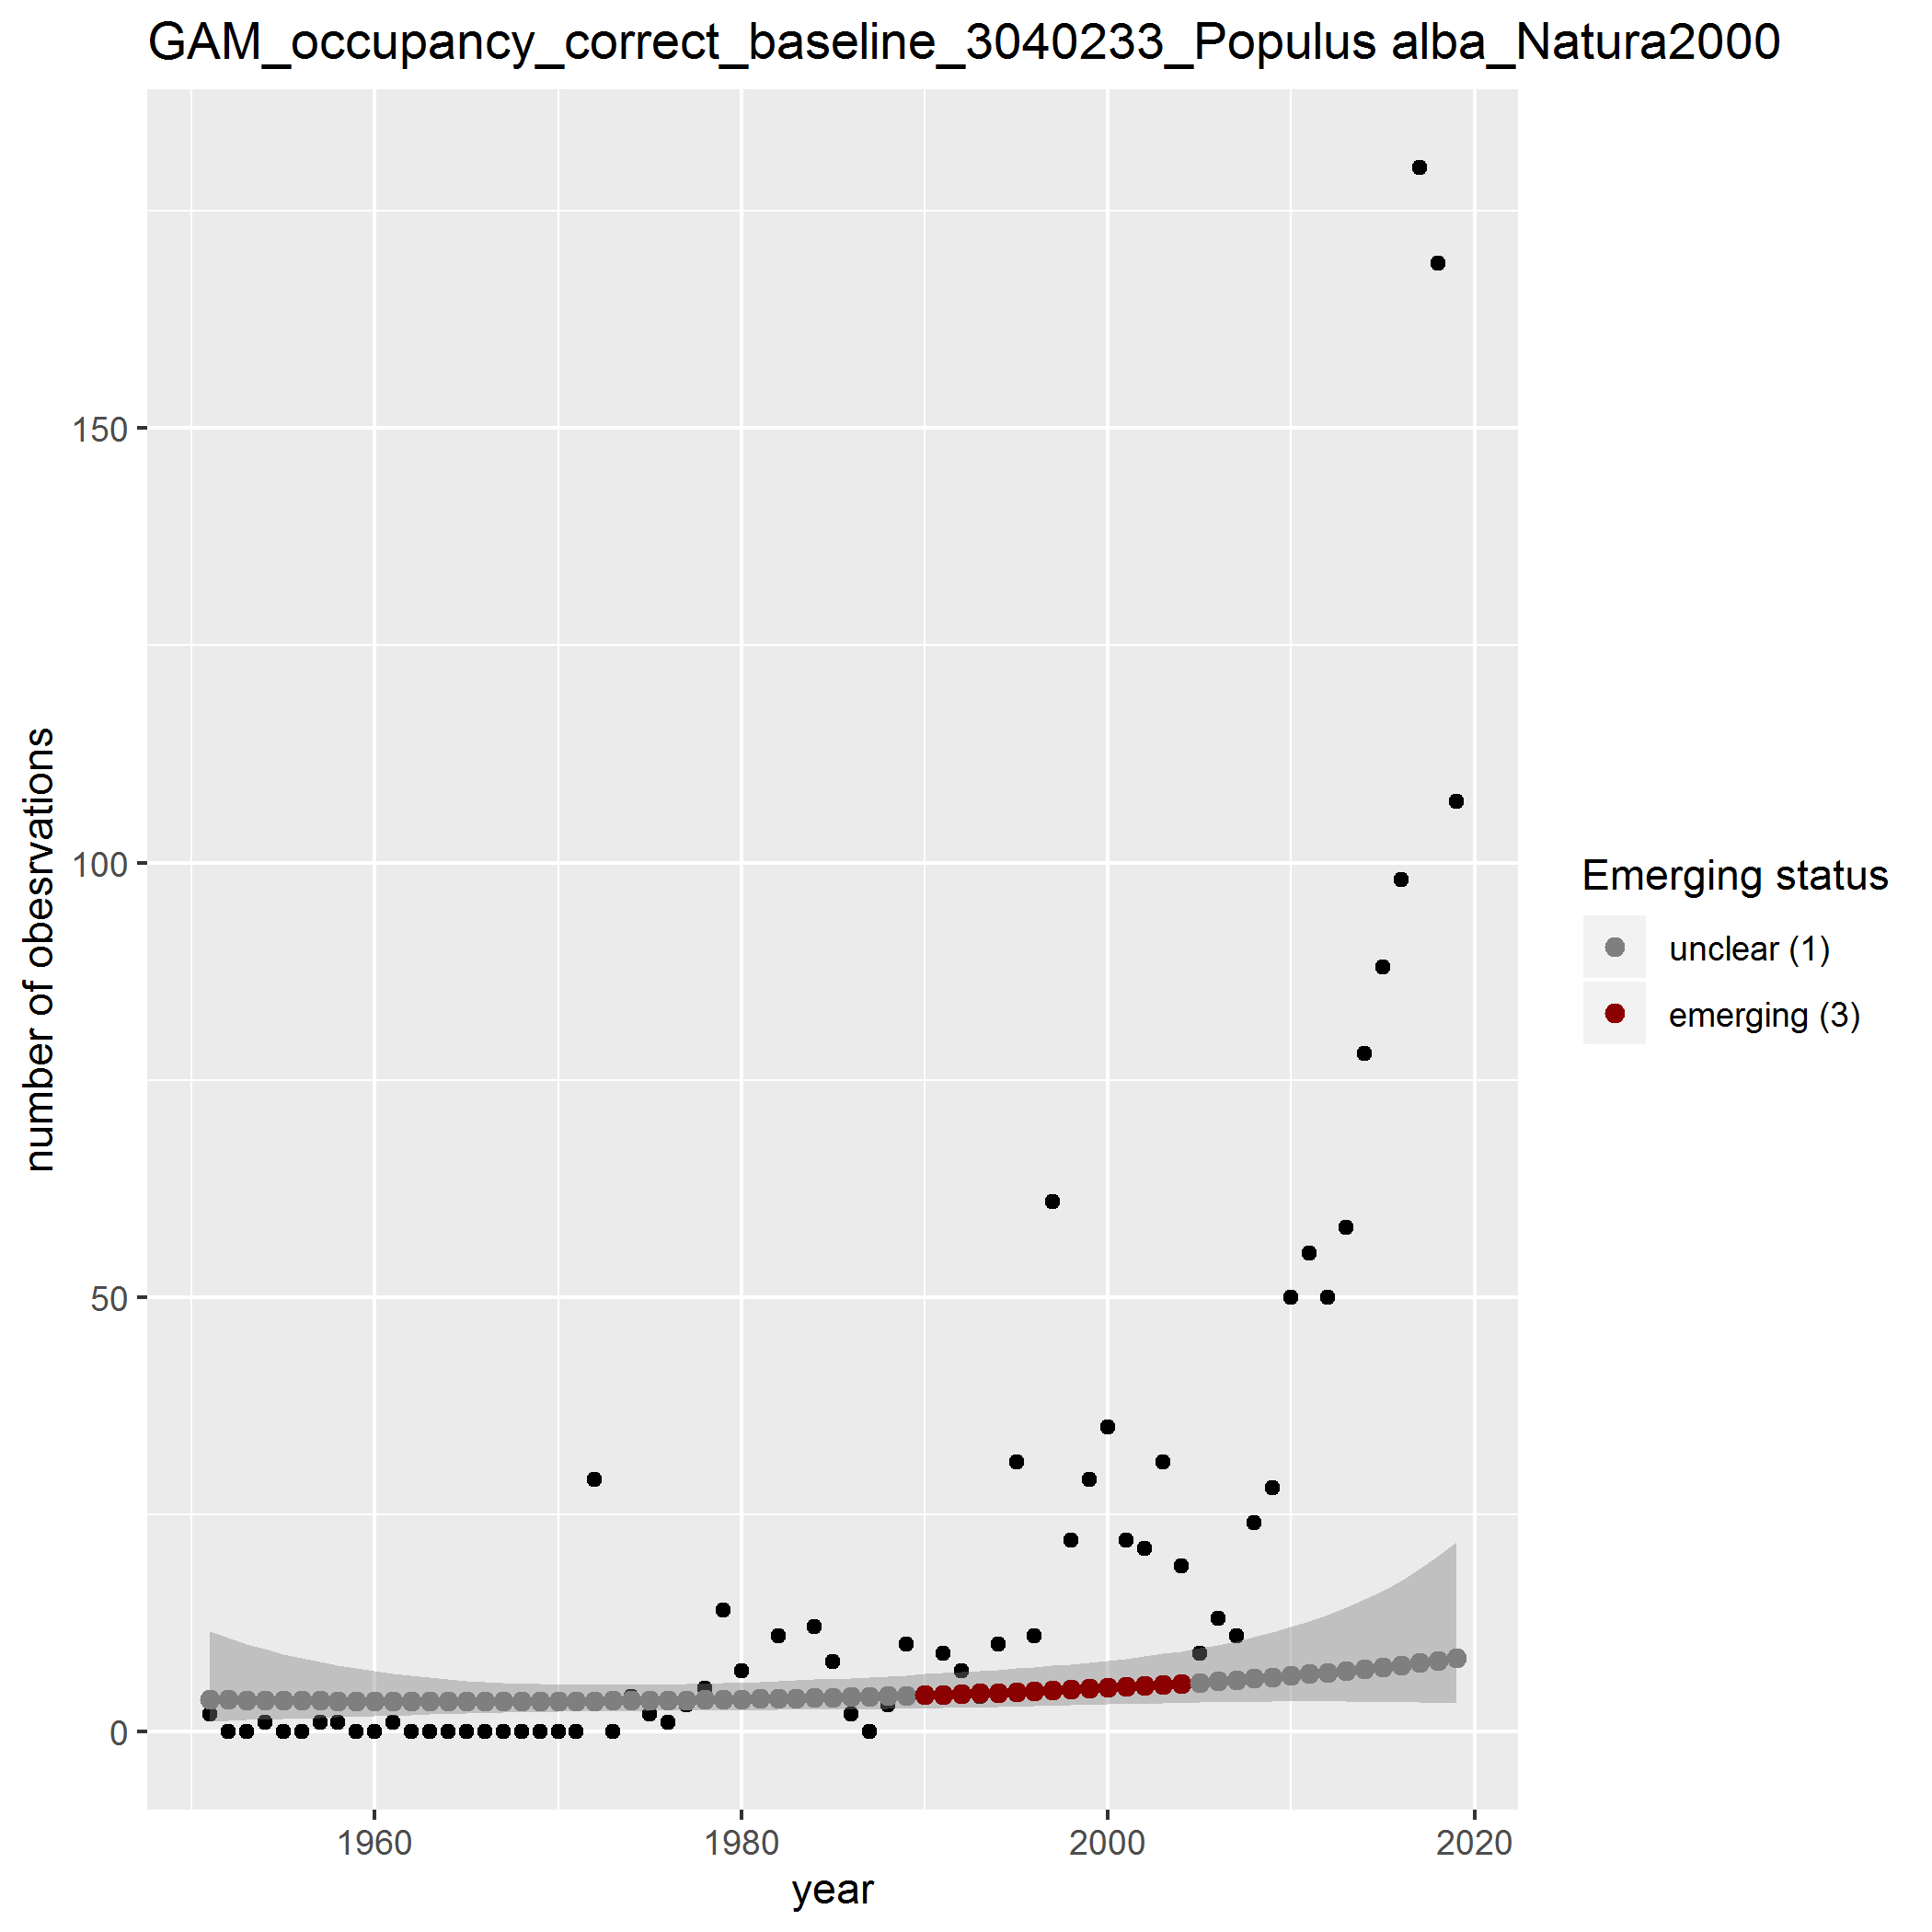 GAM_occupancy_correct_baseline_3040233_Populus alba_Natura2000
number of obesrvations
150
100
50
0
1960
1980
2000
2020
year
Emerging status
unclear (1)
emerging (3)